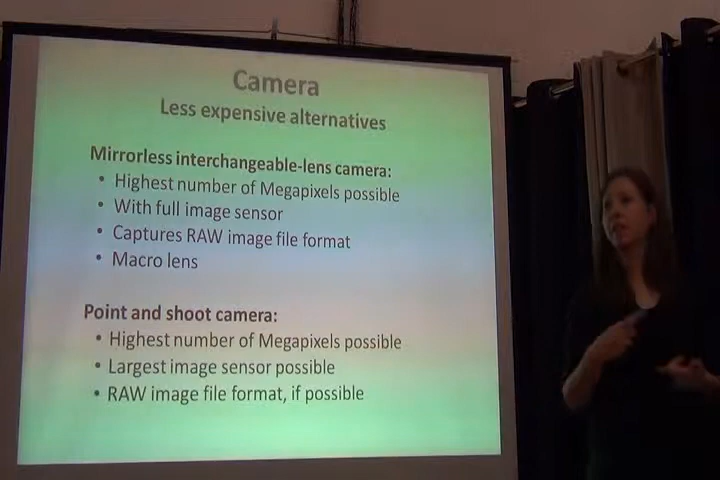 Camera
Less expensive alternatives
Mirrorless interchangeable-lens camera:
• Highest number of Megapixels possible
• With full image sensor
• Captures RAW image file format
• Macro lens
Point and shoot camera:
• Highest number of Megapixels possible
• Largest image sensor possible
• RAW image file format, if possible